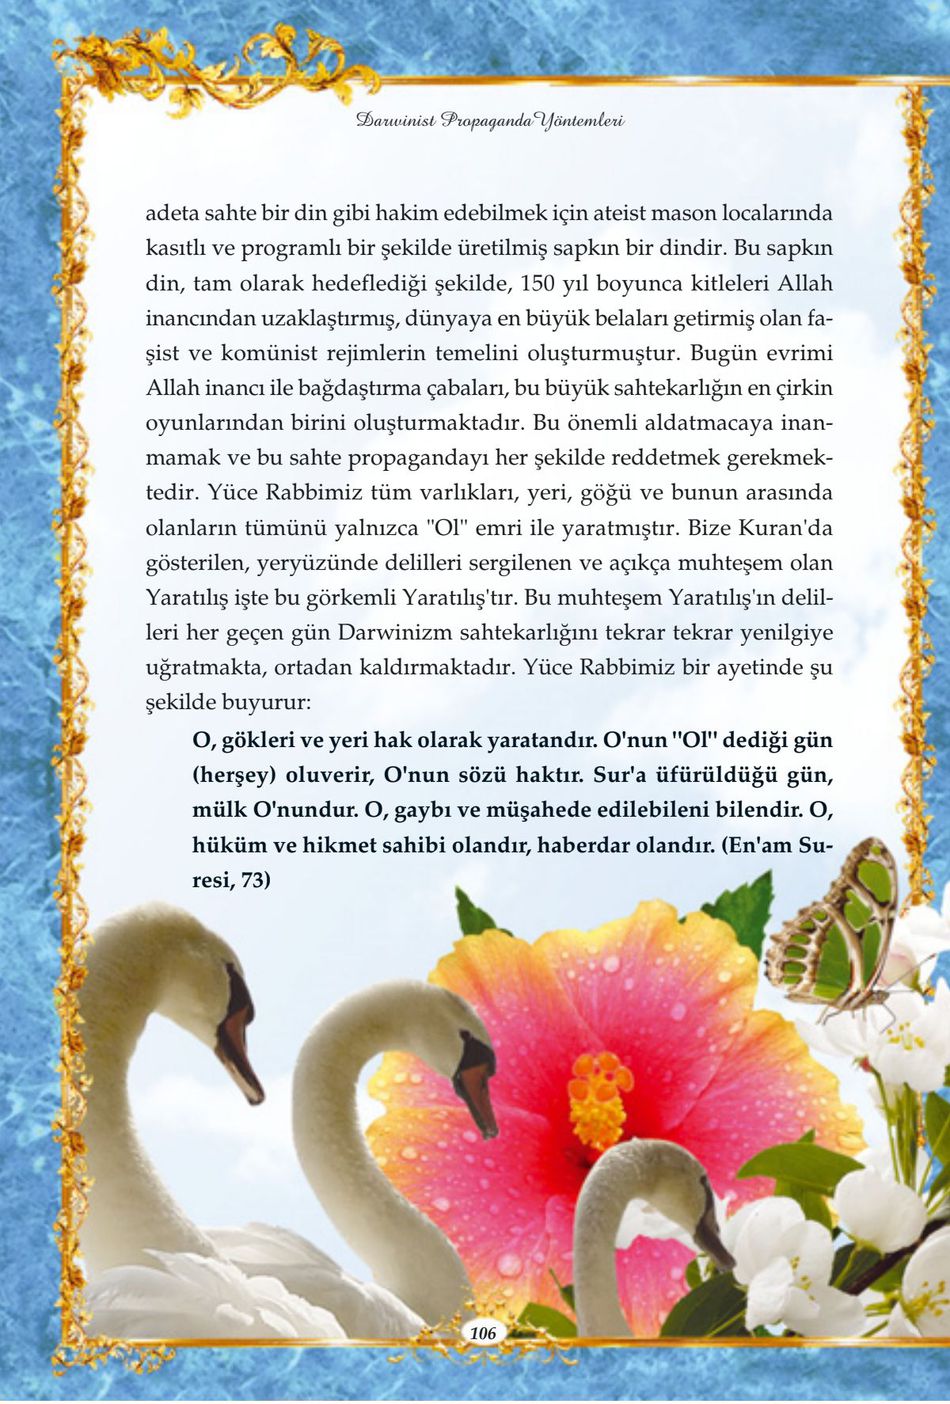 Darwinist Propaganda Yöntemleri
adeta sahte bir din gibi hakim edebilmek için ateist mason localarında
kasıtlı ve programlı bir şekilde üretilmiş sapkın bir dindir. Bu sapkın
din, tam olarak hedeflediği şekilde, 150 yıl boyunca kitleleri Allah
inancından uzaklaştırmış, dünyaya en büyük belaları getirmiş olan fa-
şist ve komünist rejimlerin temelini oluşturmuştur. Bugün evrimi
Allah inancı ile bağdaştırma çabaları, bu büyük sahtekarlığın en çirkin
oyunlarından birini oluşturmaktadır. Bu önemli aldatmacaya inan-
mamak ve bu sahte propagandayı her şekilde reddetmek gerekmek-
tedir. Yüce Rabbimiz tüm varlıkları, yeri, göğü ve bunun arasında
olanların tümünü yalnızca "Ol" emri ile yaratmıştır. Bize Kuran'da
gösterilen, yeryüzünde delilleri sergilenen ve açıkça muhteşem olan
Yaratılış işte bu görkemli Yaratılış'tır. Bu muhteşem Yaratılış'ın delil-
leri her geçen gün Darwinizm sahtekarlığını tekrar tekrar yenilgiye
uğratmakta, ortadan kaldırmaktadır. Yüce Rabbimiz bir ayetinde şu
şekilde buyurur:
O, gökleri ve yeri hak olarak yaratandır. O'nun "Ol" dediği gün
(herşey) oluverir, O'nun sözü haktır. Sur'a üfürüldüğü gün,
mülk O'nundur. O, gaybı ve müşahede edilebileni bilendir. O,
hüküm ve hikmet sahibi olandır, haberdar olandır. (En'am Su-
resi, 73)
106